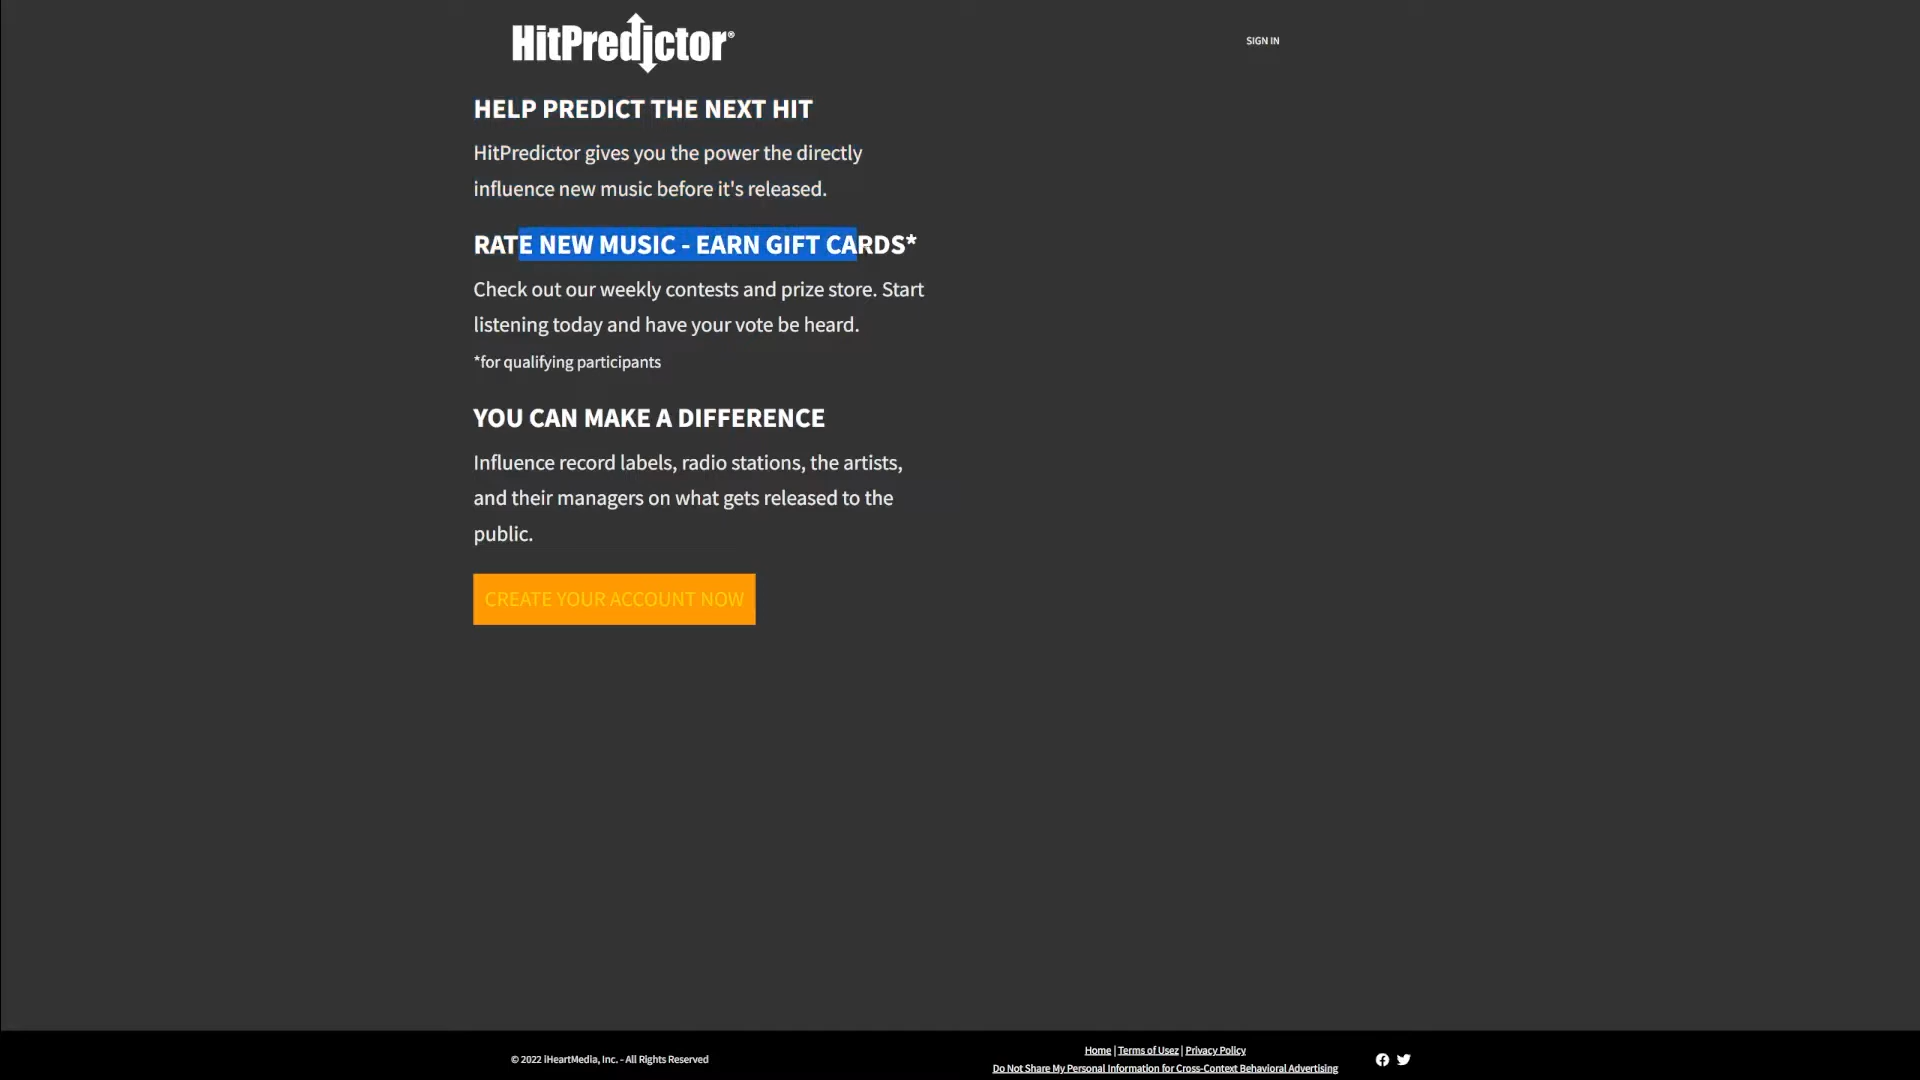 HitPredictor®
SIGN IN
HELP PREDICT THE NEXT HIT
HitPredictor gives you the power the directly
influence new music before it's released.
RATE NEW MUSIC - EARN GIFT CARDS*
Check out our weekly contests and prize store. Start
listening today and have your vote be heard.
*for qualifying participants
YOU CAN MAKE A DIFFERENCE
Influence record labels, radio stations, the artists,
and their managers on what gets released to the
public.
CREATE YOUR ACCOUNT NOW
© 2022 iHeartMedia, Inc. - All Rights Reserved
Home | Terms of Usez | Privacy Policy
Do Not Share My Personal Information for Cross-Context Behavioral Advertising